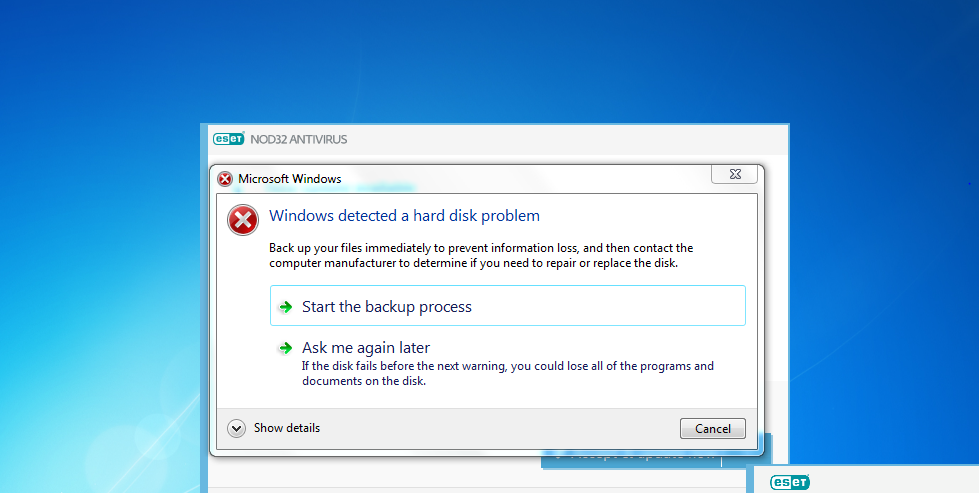 eseT NOD32 ANTIVIRUS
Microsoft Windows
Windows detected a hard disk problem
Back up your files immediately to prevent information loss, and then contact the
computer manufacturer to determine if you need to repair or replace the disk.
Start the backup process
Ask me again later
If the disk fails before the next warning, you could lose all of the programs and
documents on the disk.
Show details
Cancel
eseT